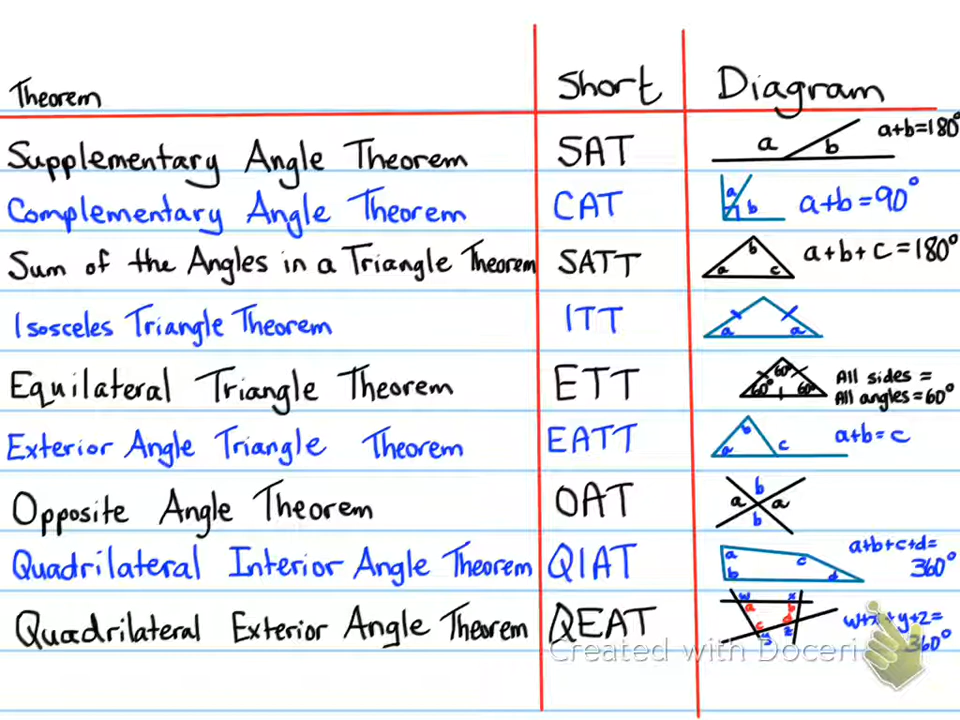 Theorem Short Diagram
Supplementary Angle Theorem SAT a b a+b=180°
Complementary Angle Theorem CAT a b a+b=90°
Sum of the Angles in a Triangle Theorem SATT a b c a+b+c=180°
Isosceles Triangle Theorem ITT a a
Equilateral Triangle Theorem ETT 60° 60° 60° All sides =
All angles=60°
Exterior Angle Triangle Theorem EATT a b c a+b=c
Opposite Angle Theorem OAT a b a b
Quadrilateral Interior Angle Theorem QIAT a b c d a+b+c+d=
360°
Quadrilateral Exterior Angle Theorem QEAT w x a b c d y z w+x+y+z=
360°
Created with Doceri